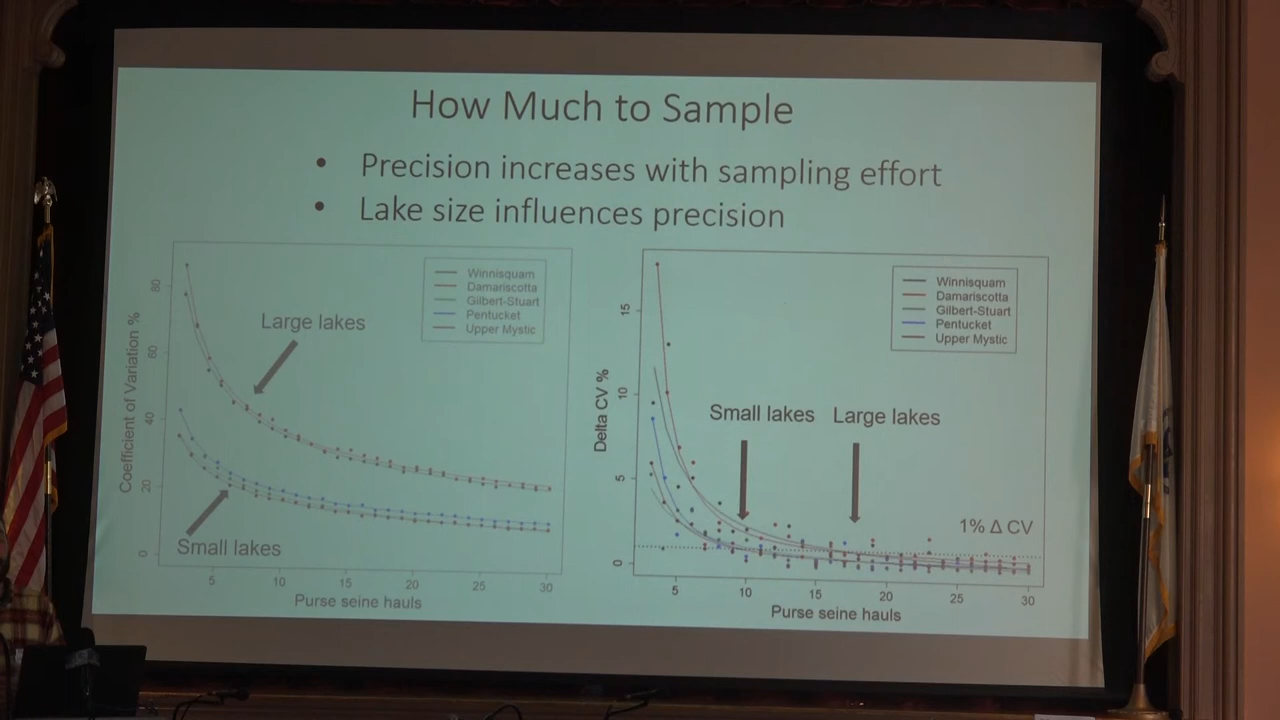 How Much to Sample
• Precision increases with sampling effort
• Lake size influences precision
Coefficient of Variation %
80
60
40
20
0
Winnisquam
Damariscotta
Gilbert-Stuart
Pentucket
Upper Mystic
Large lakes
Small lakes
5 10 15 20 25 30
Purse seine hauls
Delta CV %
15
10
5
0
Winnisquam
Damariscotta
Gilbert-Stuart
Pentucket
Upper Mystic
Small lakes Large lakes
1% Δ CV
5 10 15 20 25 30
Purse seine hauls